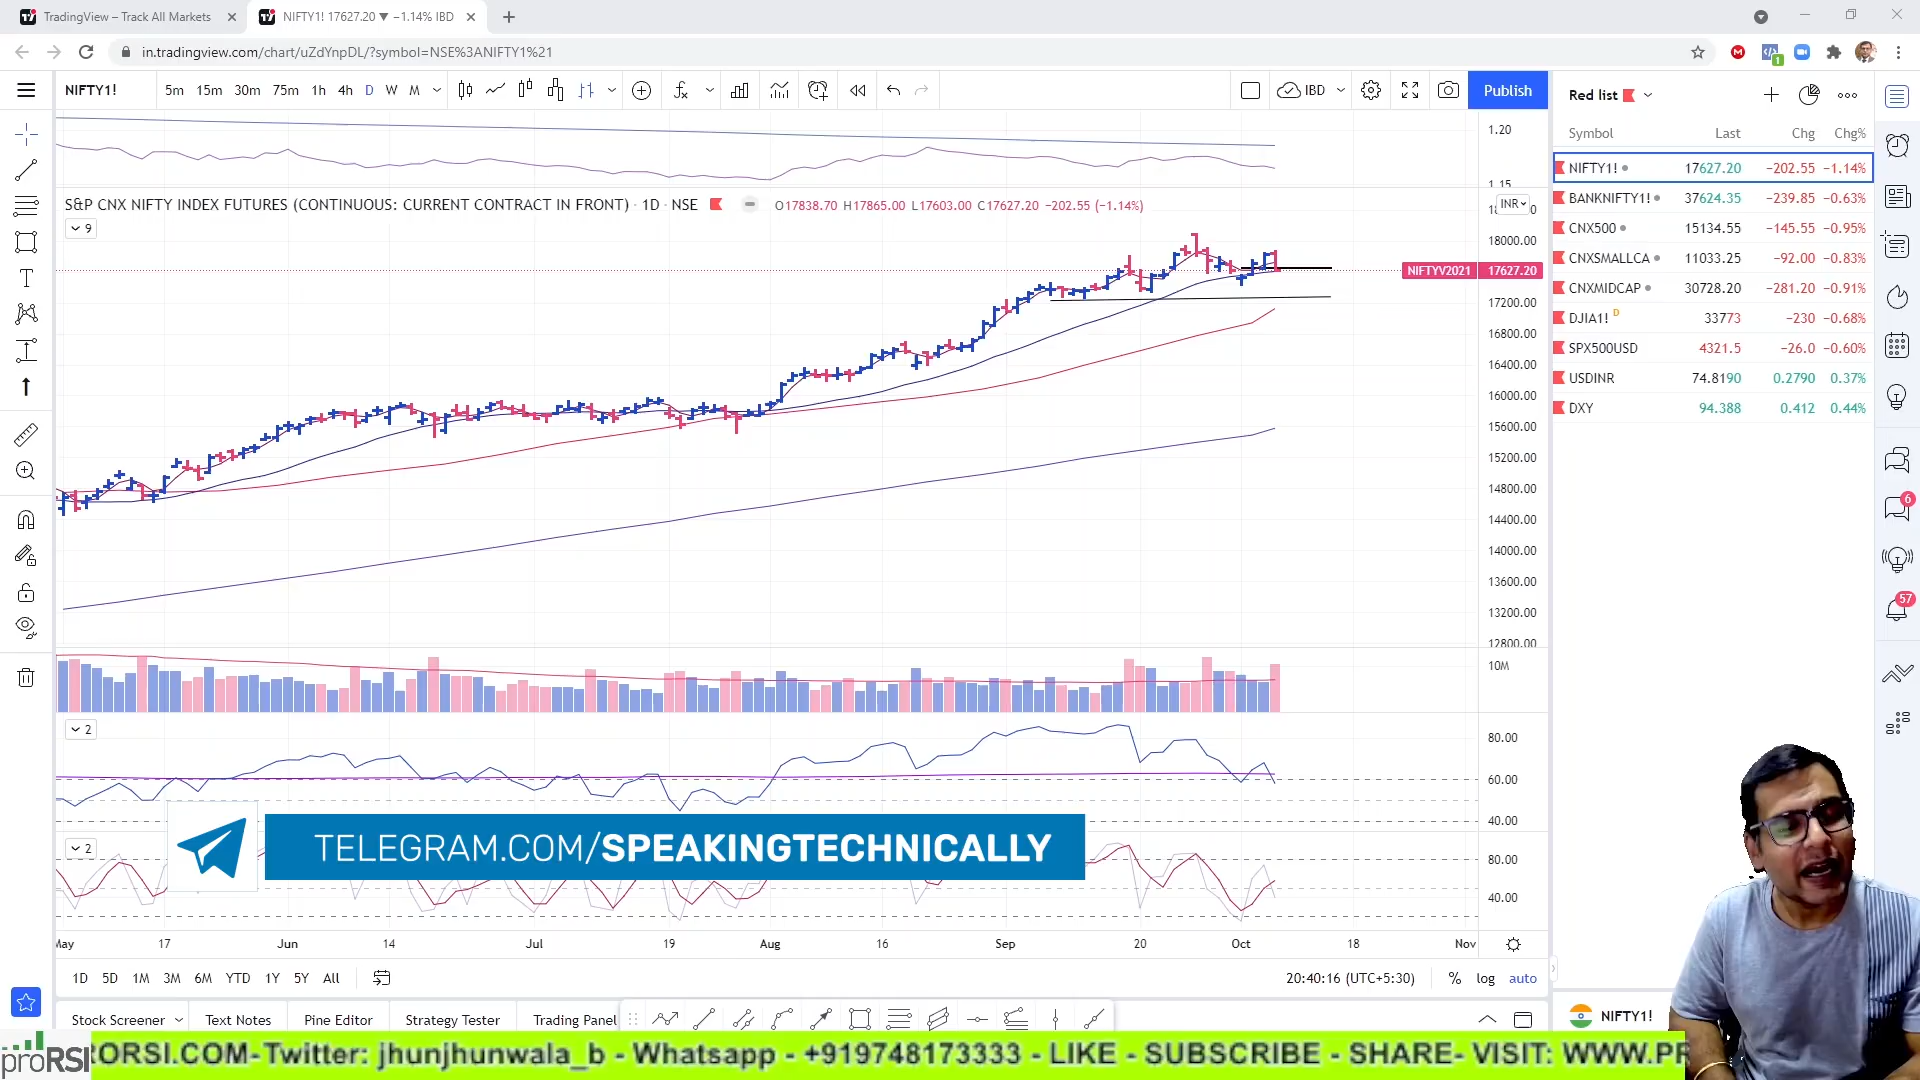 TradingView – Track All Markets
NIFTY1! 17627.20 ▼ −1.14% IBD
in.tradingview.com/chart/uZdYnpDL/?symbol=NSE%3ANIFTY1%21
1
NIFTY1! 5m 15m 30m 75m 1h 4h D W M IBD Publish
Red list
Symbol Last Chg Chg%
NIFTY1! 17627.20 −202.55 −1.14%
BANKNIFTY1! 37624.35 −239.85 −0.63%
CNX500 15134.55 −145.55 −0.95%
CNXSMALLCA 11033.25 −92.00 −0.83%
CNXMIDCAP 30728.20 −281.20 −0.91%
DJIA1! D 33773 −230 −0.68%
SPX500USD 4321.5 −26.0 −0.60%
USDINR 74.8190 0.2790 0.37%
DXY 94.388 0.412 0.44%
6
57
1.20
1.15
S&P CNX NIFTY INDEX FUTURES (CONTINUOUS: CURRENT CONTRACT IN FRONT) · 1D · NSE O17838.70 H17865.00 L17603.00 C17627.20 −202.55 (−1.14%)
INR
9
18000.00
NIFTYV2021 17627.20
17200.00
16800.00
16400.00
16000.00
15600.00
15200.00
14800.00
14400.00
14000.00
13600.00
13200.00
12800.00
10M
2
80.00
60.00
40.00
2
80.00
40.00
TELEGRAM.COM/SPEAKINGTECHNICALLY
May 17 Jun 14 Jul 19 Aug 16 Sep 20 Oct 18 Nov
1D 5D 1M 3M 6M YTD 1Y 5Y All 20:40:16 (UTC+5:30) % log auto
Stock Screener Text Notes Pine Editor Strategy Tester Trading Panel
NIFTY1!
proRSI
RORSI.COM-Twitter: jhunjhunwala_b - Whatsapp - +919748173333 - LIKE - SUBSCRIBE - SHARE- VISIT: WWW.PR